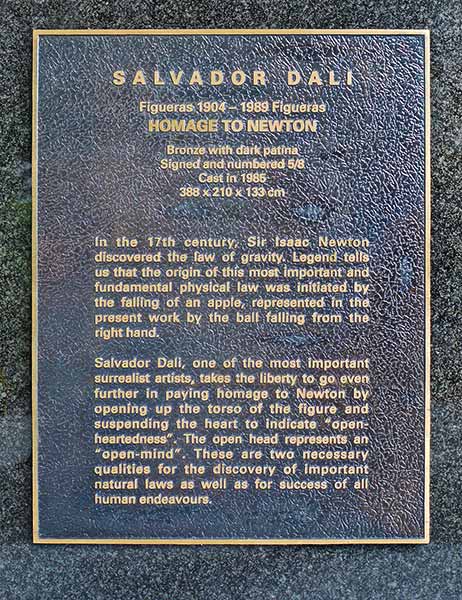 SALVADOR DALI
Figueras 1904 – 1989 Figueras
HOMAGE TO NEWTON
Bronze with dark patina
Signed and numbered 5/8
Cast in 1985
388 x 210 x 133 cm
In the 17th century, Sir Isaac Newton
discovered the law of gravity. Legend tells
us that the origin of this most important and
fundamental physical law was initiated by
the falling of an apple, represented in the
present work by the ball falling from the
right hand.
Salvador Dali, one of the most important
surrealist artists, takes the liberty to go even
further in paying homage to Newton by
opening up the torso of the figure and
suspending the heart to indicate “open-
heartedness”. The open head represents an
“open-mind”. These are two necessary
qualities for the discovery of important
natural laws as well as for success of all
human endeavours.